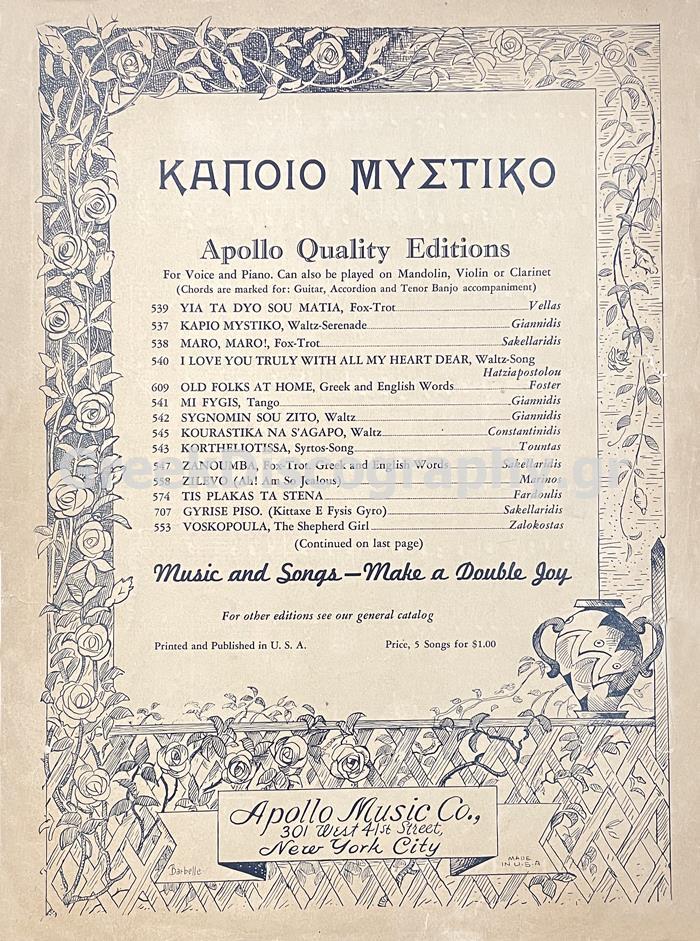 ΚΑΠΟΙΟ ΜΥΣΤΙΚΟ
Apollo Quality Editions
For Voice and Piano. Can also be played on Mandolin, Violin or Clarinet
(Chords are marked for: Guitar, Accordion and Tenor Banjo accompaniment)
539 YIA TA DYO SOU MATIA, Fox-Trot Vellas
537 KAPIO MYSTIKO, Waltz-Serenade Giannidis
538 MARO, MARO!, Fox-Trot Sakellaridis
540 I LOVE YOU TRULY WITH ALL MY HEART DEAR, Waltz-Song
Hatziapostolou
609 OLD FOLKS AT HOME, Greek and English Words Foster
541 MI FYGIS, Tango Giannidis
542 SYGNOMIN SOU ZITO, Waltz Giannidis
545 KOURASTIKA NA S'AGAPO, Waltz Constantinidis
543 PORTHELIOTISSA, Syrtos-Song Tountas
547 ZANOUMBA, Fox-Trot, Greek and English Words Sakellaridis
558 ZILEVO (Ah! Am So Jealous) Marinos
574 TIS PLAKAS TA STENA Fardoulis
707 GYRISE PISO. (Kittaxe E Fysis Gyro) Sakellaridis
553 VOSKOPOULA, The Shepherd Girl Zalokostas
(Continued on last page)
Music and Songs—Make a Double Joy
For other editions see our general catalog
Printed and Published in U. S. A. Price, 5 Songs for $1.00
Apollo Music Co.,
301 West 41st Street,
New York City
Barbelle
MADE
IN U.S.A